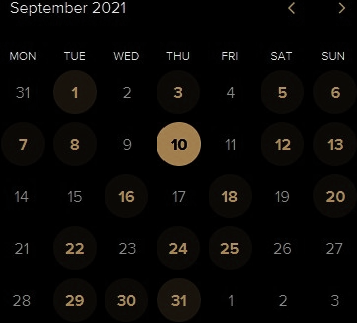 September 2021 < >
MON TUE WED THU FRI SAT SUN
31 1 2 3 4 5 6
7 8 9 10 11 12 13
14 15 16 17 18 19 20
21 22 23 24 25 26 27
28 29 30 31 1 2 3